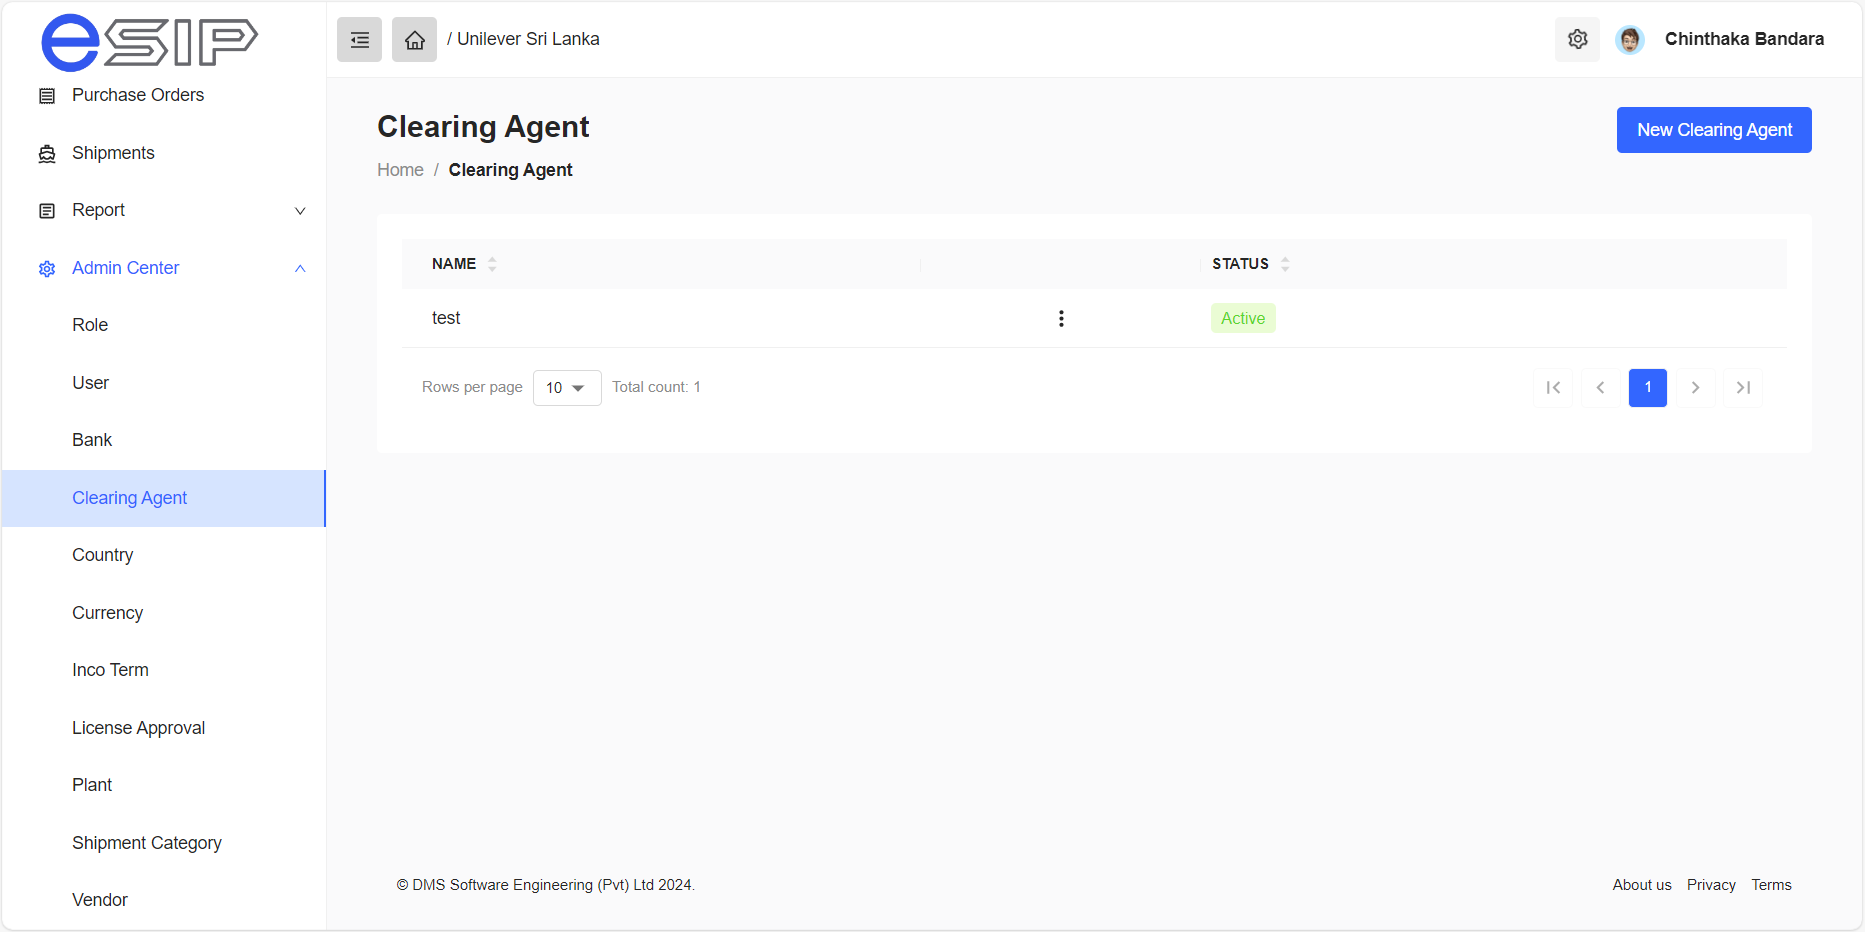 eSIP
Purchase Orders
Shipments
Report
Admin Center
Role
User
Bank
Clearing Agent
Country
Currency
Inco Term
License Approval
Plant
Shipment Category
Vendor
/ Unilever Sri Lanka
Chinthaka Bandara
Clearing Agent
New Clearing Agent
Home / Clearing Agent
NAME STATUS
test Active
Rows per page 10 Total count: 1
1
© DMS Software Engineering (Pvt) Ltd 2024.
About us Privacy Terms